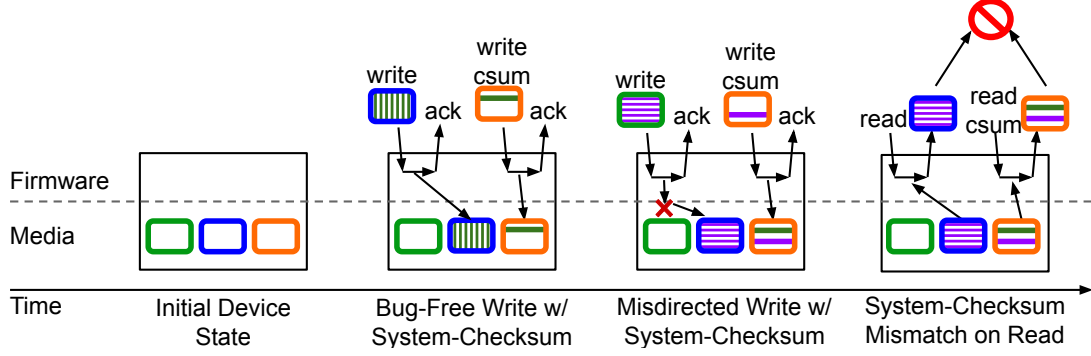 write
ack
write
csum
ack
write
ack
write
csum
ack
read
read
csum
Firmware
Media
Time
Initial Device
State
Bug-Free Write w/
System-Checksum
Misdirected Write w/
System-Checksum
System-Checksum
Mismatch on Read